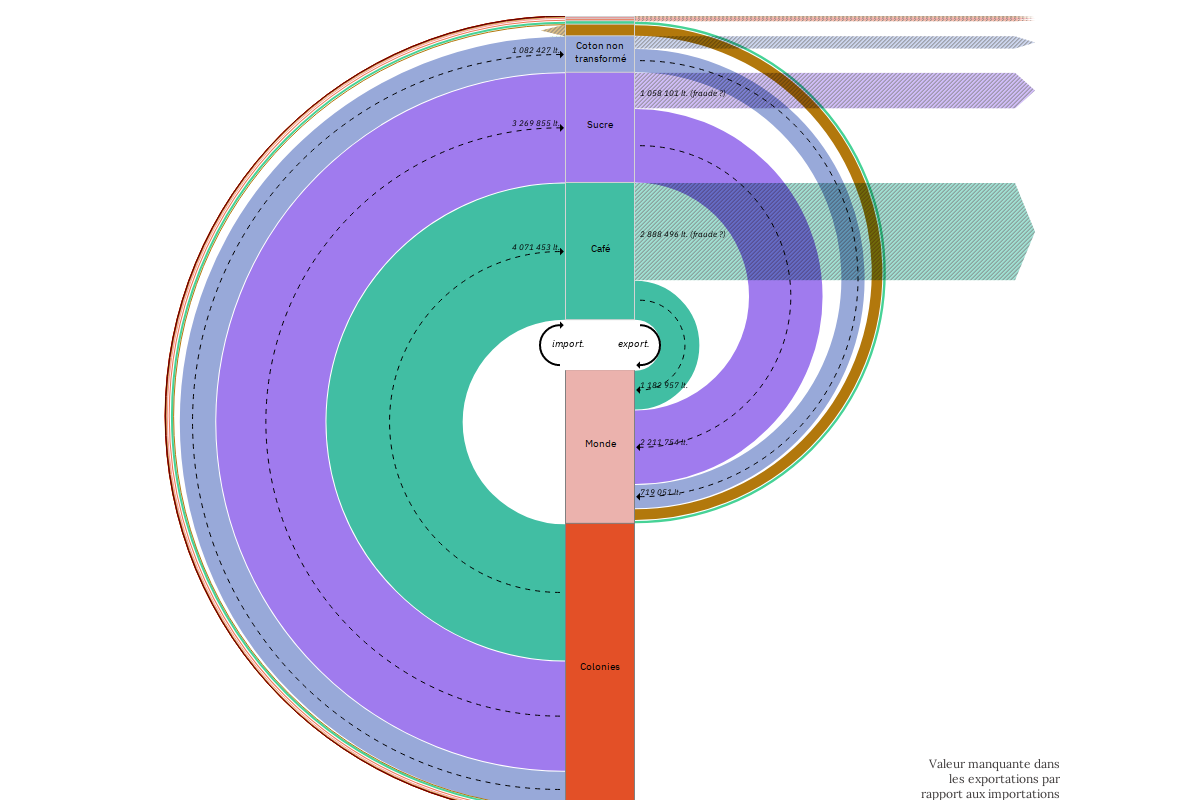 1 082 427 lt.
Coton non
transformé
1 058 101 lt. (fraude ?)
3 269 855 lt.
Sucre
2 888 496 lt. (fraude ?)
4 071 453 lt.
Café
import.
export.
1 182 957 lt.
Monde
2 211 754 lt.
719 051 lt.
Colonies
Valeur manquante dans
les exportations par
rapport aux importations